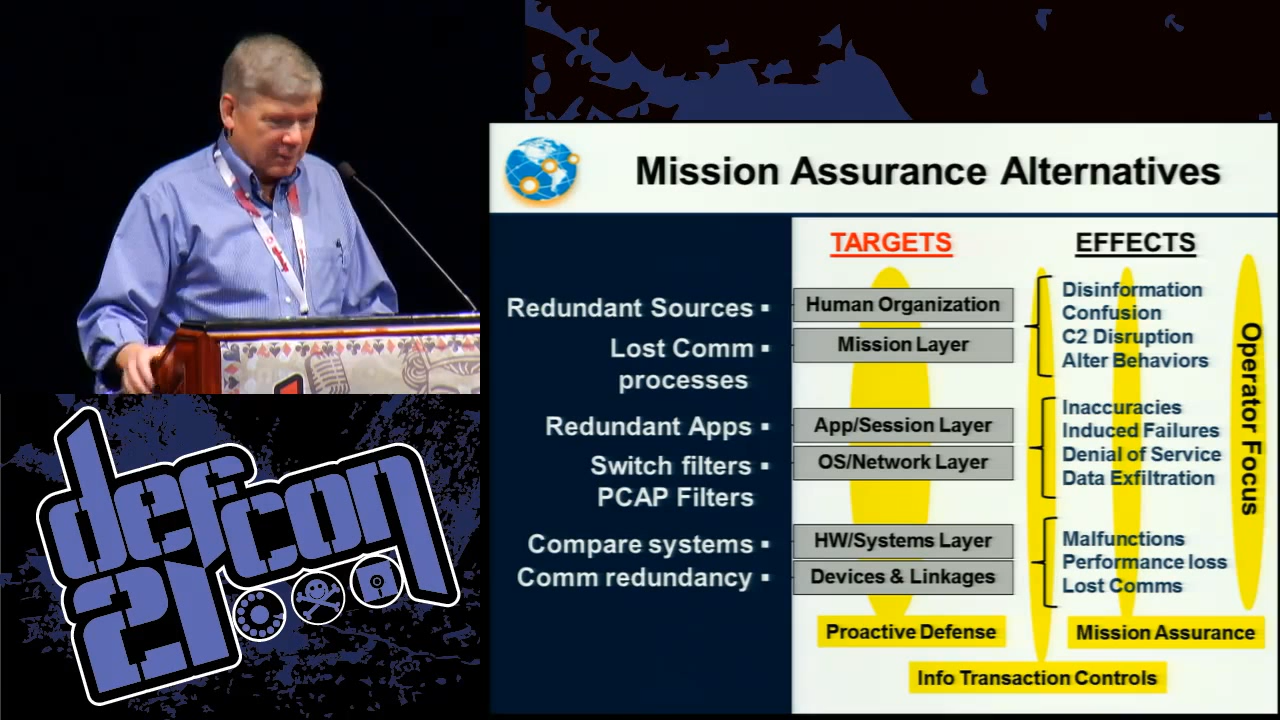 Mission Assurance Alternatives
Redundant Sources ▪
Lost Comm ▪
processes
Redundant Apps ▪
Switch filters ▪
PCAP Filters
Compare systems ▪
Comm redundancy ▪
TARGETS
Human Organization
Mission Layer
App/Session Layer
OS/Network Layer
HW/Systems Layer
Devices & Linkages
Proactive Defense
EFFECTS
Disinformation
Confusion
C2 Disruption
Alter Behaviors
Inaccuracies
Induced Failures
Denial of Service
Data Exfiltration
Malfunctions
Performance loss
Lost Comms
Operator Focus
Mission Assurance
Info Transaction Controls
defcon
21